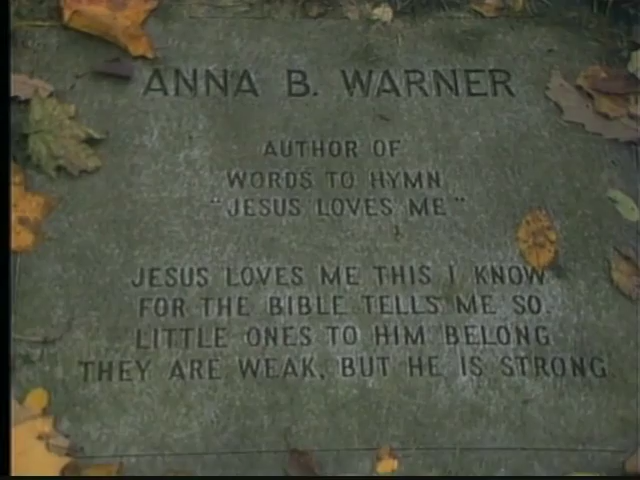 ANNA B. WARNER
AUTHOR OF
WORDS TO HYMN
"JESUS LOVES ME"
JESUS LOVES ME THIS I KNOW
FOR THE BIBLE TELLS ME SO.
LITTLE ONES TO HIM BELONG
THEY ARE WEAK, BUT HE IS STRONG